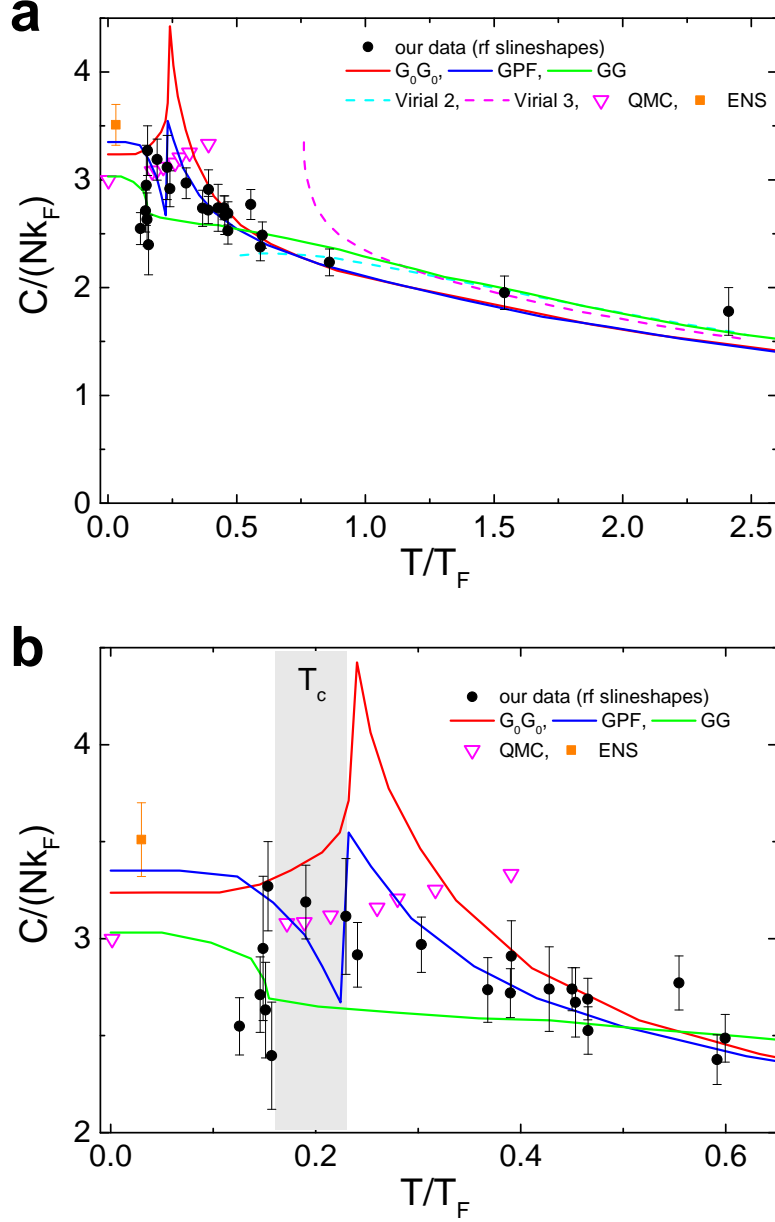 a
our data (rf slineshapes)
G₀G₀, GPF, GG
Virial 2, Virial 3, QMC, ENS
C/(Nk_F)
4
3
2
1
0
0.0 0.5 1.0 1.5 2.0 2.5
T/T_F
b
T_c
our data (rf slineshapes)
G₀G₀, GPF, GG
QMC, ENS
C/(Nk_F)
4
3
2
0.0 0.2 0.4 0.6
T/T_F